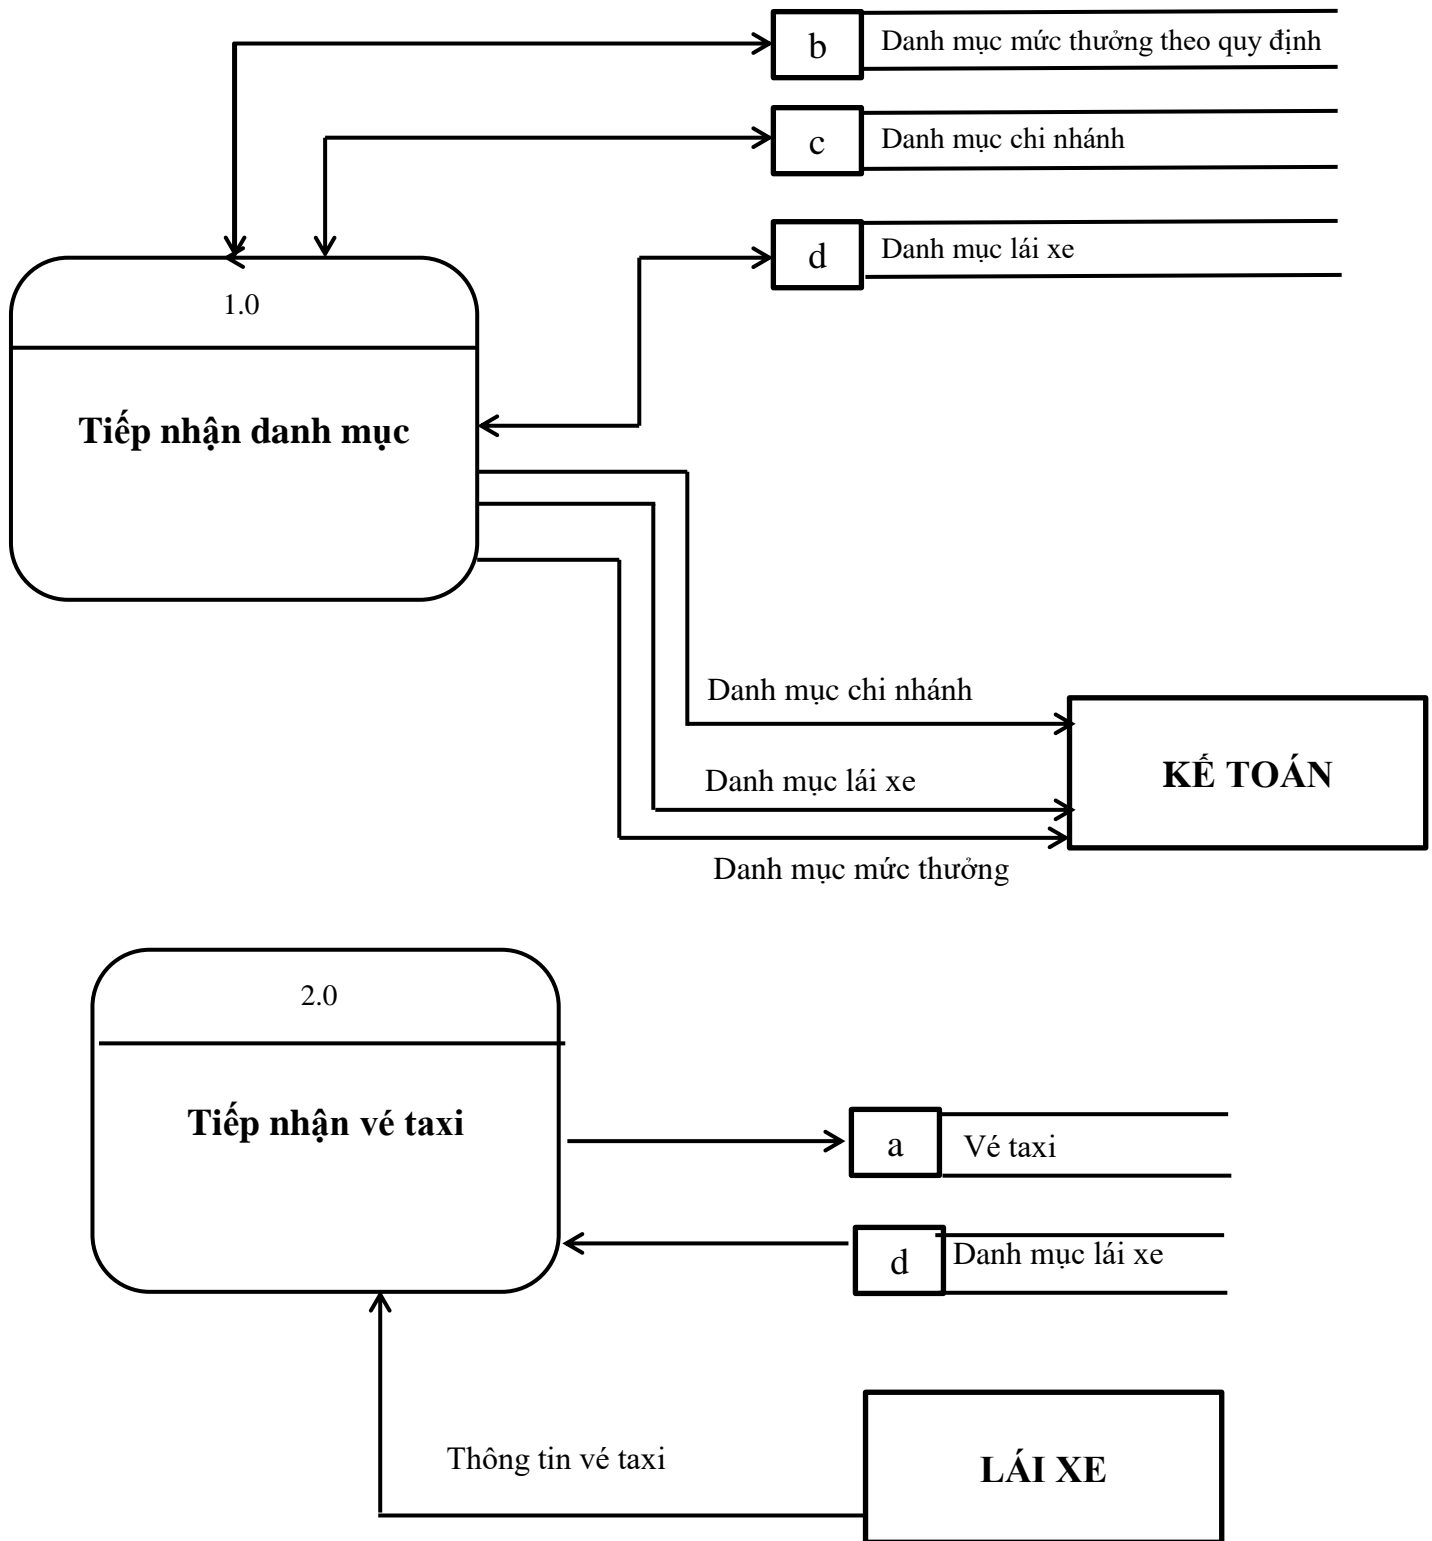 b
Danh mục mức thưởng theo quy định
c
Danh mục chi nhánh
d
Danh mục lái xe
1.0
Tiếp nhận danh mục
Danh mục chi nhánh
KẾ TOÁN
Danh mục lái xe
Danh mục mức thưởng
2.0
Tiếp nhận vé taxi
a
Vé taxi
d
Danh mục lái xe
Thông tin vé taxi
LÁI XE